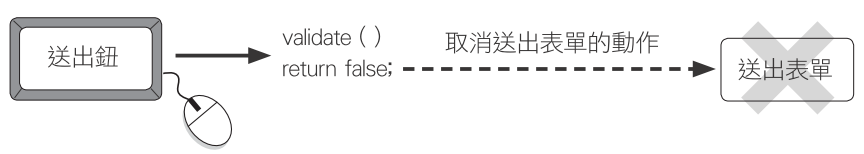 送出鈕
validate ( )
return false;
取消送出表單的動作
送出表單